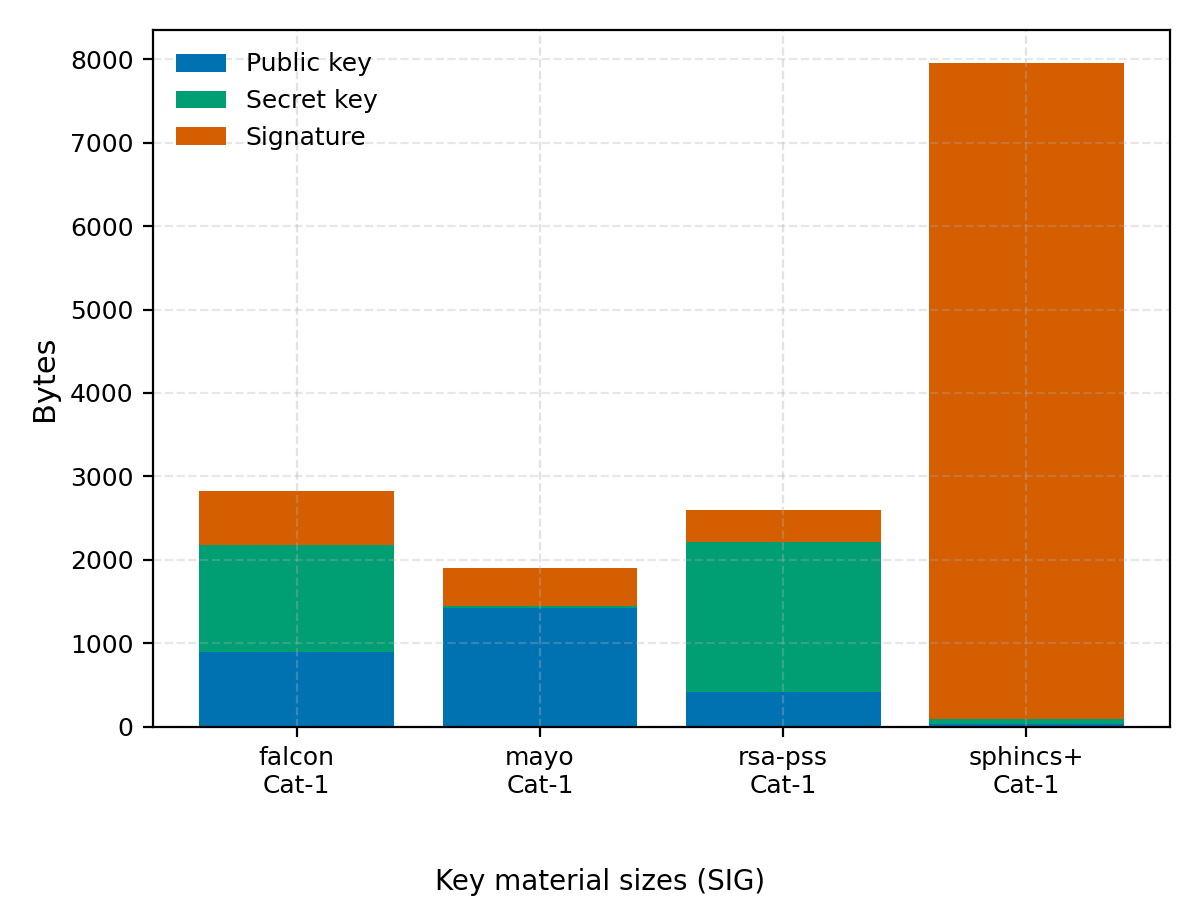 8000
7000
6000
5000
4000
3000
2000
1000
0
Bytes
Public key
Secret key
Signature
falcon
Cat-1
mayo
Cat-1
rsa-pss
Cat-1
sphincs+
Cat-1
Key material sizes (SIG)